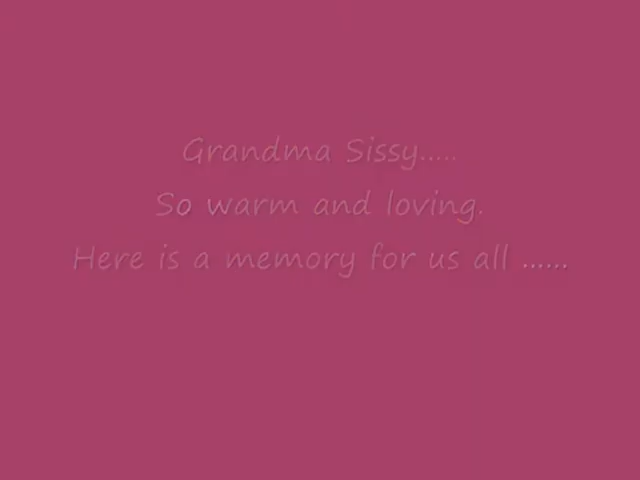 Grandma Sissy.....
So warm and loving.
Here is a memory for us all ......